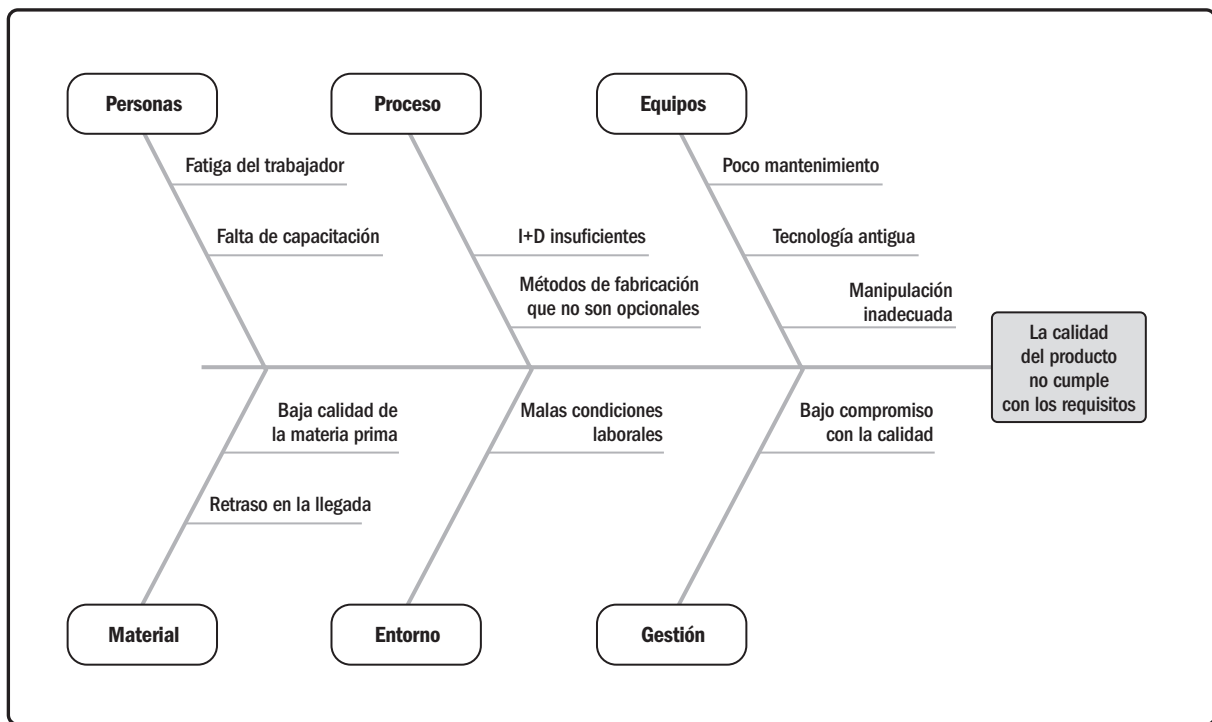 Personas
Proceso
Equipos
Fatiga del trabajador
Poco mantenimiento
Falta de capacitación
I+D insuficientes
Tecnología antigua
Métodos de fabricación
que no son opcionales
Manipulación
inadecuada
La calidad
del producto
no cumple
con los requisitos
Baja calidad de
la materia prima
Malas condiciones
laborales
Bajo compromiso
con la calidad
Retraso en la llegada
Material
Entorno
Gestión